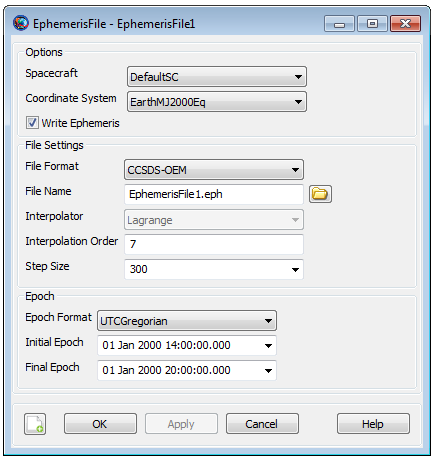 EphemerisFile - EphemerisFile1
Options
Spacecraft DefaultSC
Coordinate System EarthMJ2000Eq
Write Ephemeris
File Settings
File Format CCSDS-OEM
File Name EphemerisFile1.eph
Interpolator Lagrange
Interpolation Order 7
Step Size 300
Epoch
Epoch Format UTCGregorian
Initial Epoch 01 Jan 2000 14:00:00.000
Final Epoch 01 Jan 2000 20:00:00.000
OK Apply Cancel Help